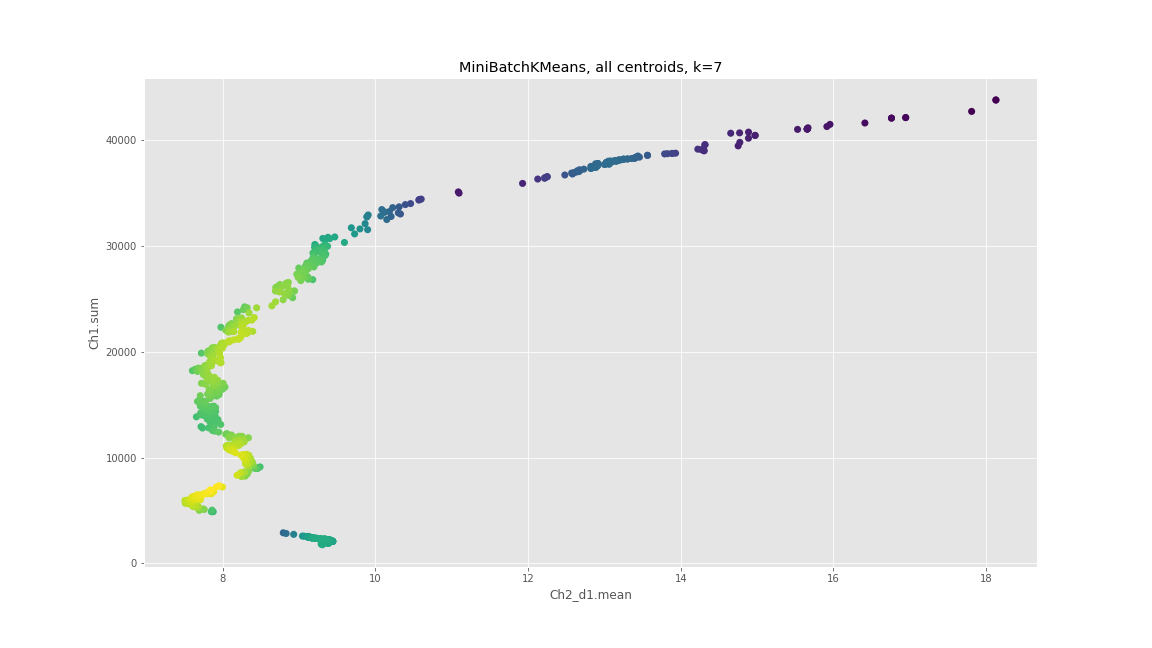 MiniBatchKMeans, all centroids, k=7
40000
30000
20000
10000
0
Ch1.sum
8 10 12 14 16 18
Ch2_d1.mean